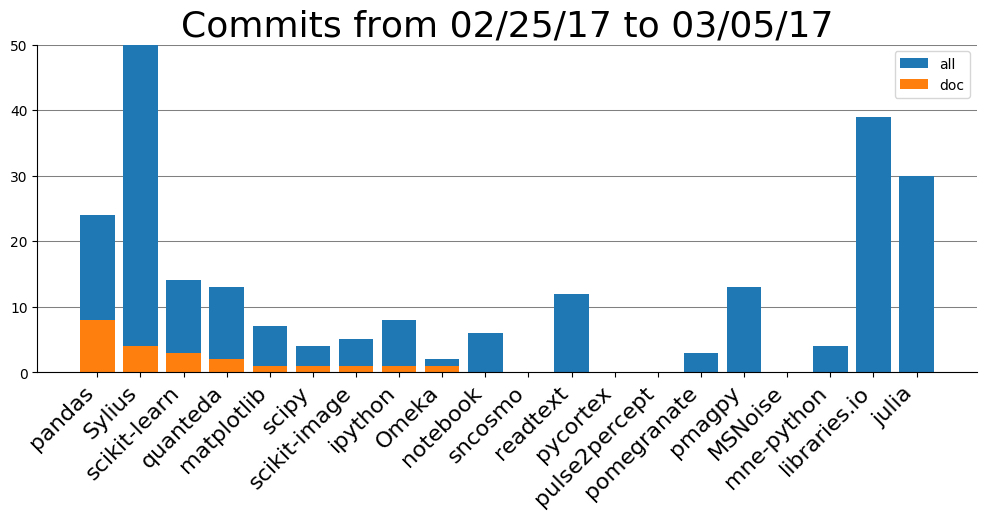 Commits from 02/25/17 to 03/05/17
all
doc
50
40
30
20
10
0
pandas
Sylius
scikit-learn
quanteda
matplotlib
scipy
scikit-image
ipython
Omeka
notebook
sncosmo
readtext
pycortex
pulse2percept
pomegranate
pmagpy
MSNoise
mne-python
libraries.io
julia